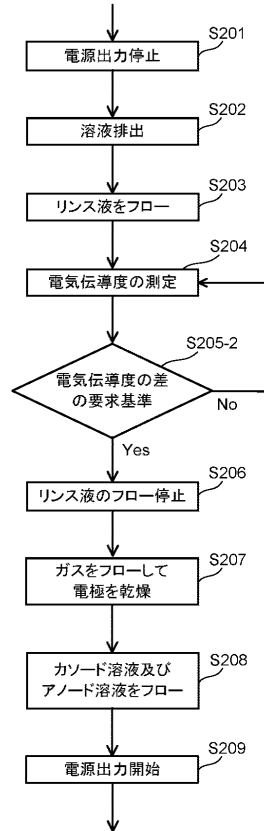 S201
電源出力停止
S202
溶液排出
S203
リンス液をフロー
S204
電気伝導度の測定
S205-2
電気伝導度の差
の要求基準
No
Yes
S206
リンス液のフロー停止
S207
ガスをフローして
電極を乾燥
S208
カソード溶液及び
アノード溶液をフロー
S209
電源出力開始